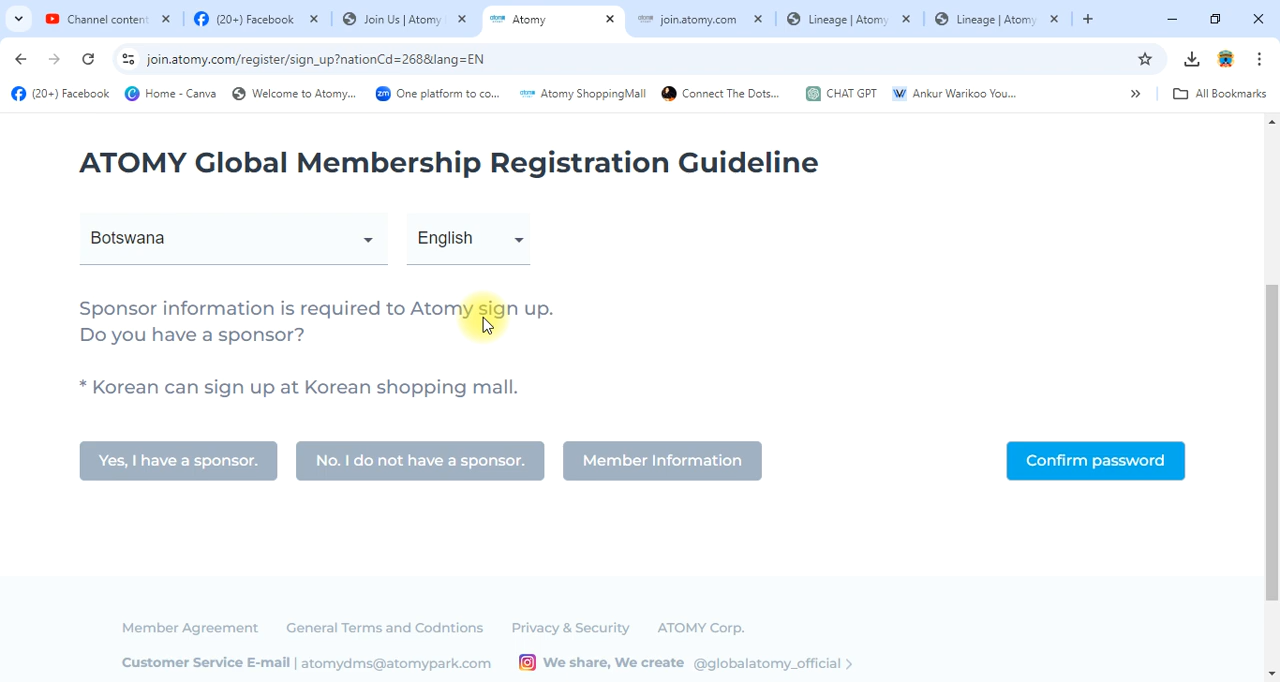 Channel content
(20+) Facebook
Join Us | Atomy
Atomy
join.atomy.com
Lineage | Atomy
Lineage | Atomy
join.atomy.com/register/sign_up?nationCd=268&lang=EN
(20+) Facebook
Home - Canva
Welcome to Atomy...
One platform to co...
Atomy ShoppingMall
Connect The Dots...
CHAT GPT
Ankur Warikoo You...
All Bookmarks
ATOMY Global Membership Registration Guideline
Botswana
English
Sponsor information is required to Atomy sign up.
Do you have a sponsor?
* Korean can sign up at Korean shopping mall.
Yes, I have a sponsor.
No. I do not have a sponsor.
Member Information
Confirm password
Member Agreement
General Terms and Codntions
Privacy & Security
ATOMY Corp.
Customer Service E-mail | atomydms@atomypark.com
We share, We create @globalatomy_official >